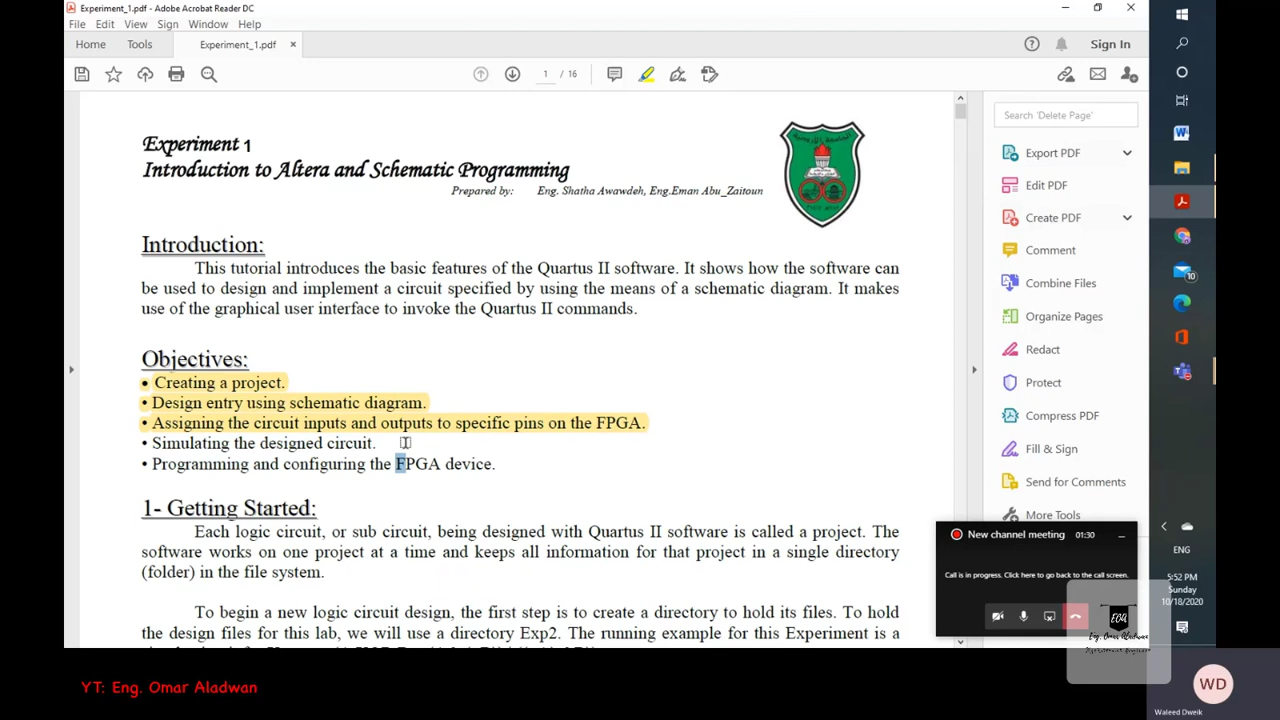 Experiment_1.pdf - Adobe Acrobat Reader DC
File Edit View Sign Window Help
Home Tools Experiment_1.pdf × Sign In
1 / 16
Experiment 1
Introduction to Altera and Schematic Programming
Prepared by: Eng. Shatha Awawdeh, Eng.Eman Abu_Zaitoun
Introduction:
This tutorial introduces the basic features of the Quartus II software. It shows how the software can
be used to design and implement a circuit specified by using the means of a schematic diagram. It makes
use of the graphical user interface to invoke the Quartus II commands.
Objectives:
• Creating a project.
• Design entry using schematic diagram.
• Assigning the circuit inputs and outputs to specific pins on the FPGA.
• Simulating the designed circuit.
• Programming and configuring the FPGA device.
1- Getting Started:
Each logic circuit, or sub circuit, being designed with Quartus II software is called a project. The
software works on one project at a time and keeps all information for that project in a single directory
(folder) in the file system.
To begin a new logic circuit design, the first step is to create a directory to hold its files. To hold
the design files for this lab, we will use a directory Exp2. The running example for this Experiment is a
Search 'Delete Page'
Export PDF
Edit PDF
Create PDF
Comment
Combine Files
Organize Pages
Redact
Protect
Compress PDF
Fill & Sign
Send for Comments
More Tools
New channel meeting 01:30
Call is in progress. Click here to go back to the call screen.
10
ENG
5:52 PM
Sunday
10/18/2020
EOA
Eng. Omar Aladwan
YT: Eng. Omar Aladwan
WD
Waleed Dweik